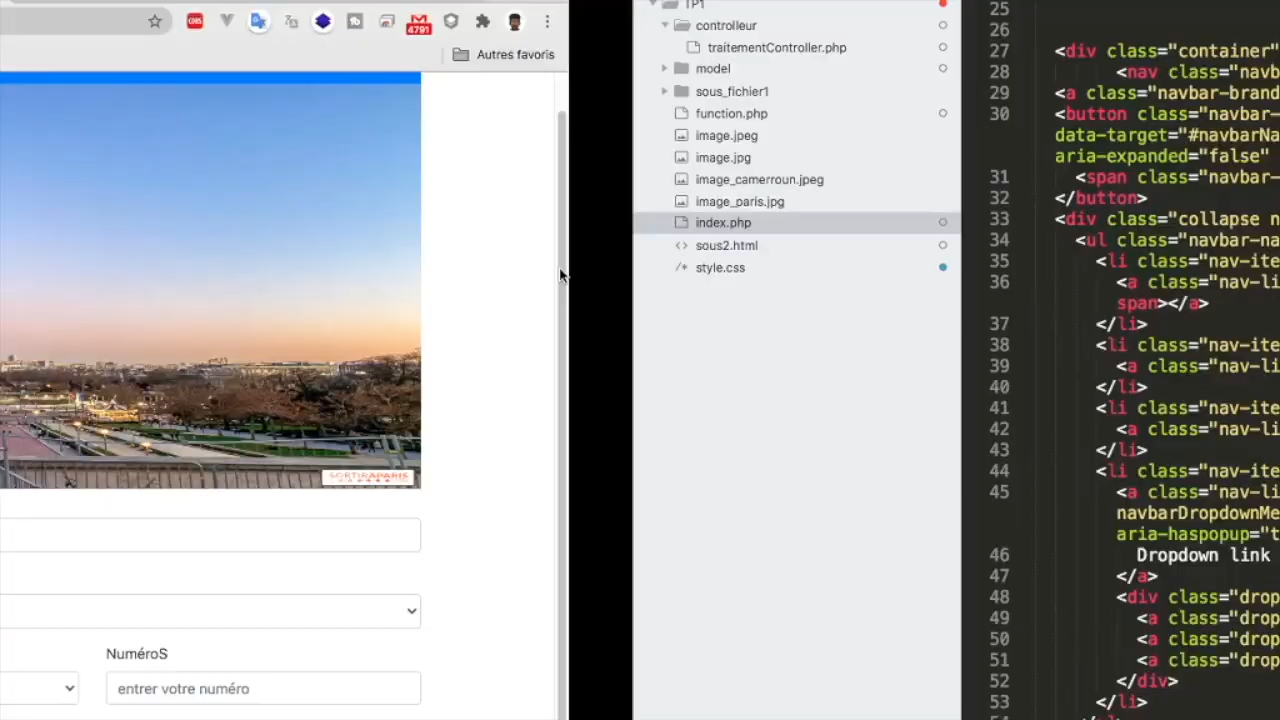 4791
Autres favoris
SORTIRAPARIS
NuméroS
entrer votre numéro
TP1
controlleur
traitementController.php
model
sous_fichier1
function.php
image.jpeg
image.jpg
image_camerroun.jpeg
image_paris.jpg
index.php
sous2.html
style.css
25
26
27 <div class="container"
28 <nav class="navb
29 <a class="navbar-brand
30 <button class="navbar-
data-target="#navbarNa
aria-expanded="false"
31 <span class="navbar-
32 </button>
33 <div class="collapse n
34 <ul class="navbar-na
35 <li class="nav-ite
36 <a class="nav-li
span></a>
37 </li>
38 <li class="nav-ite
39 <a class="nav-li
40 </li>
41 <li class="nav-ite
42 <a class="nav-li
43 </li>
44 <li class="nav-ite
45 <a class="nav-li
navbarDropdownMe
aria-haspopup="t
46 Dropdown link
47 </a>
48 <div class="drop
49 <a class="drop
50 <a class="drop
51 <a class="drop
52 </div>
53 </li>